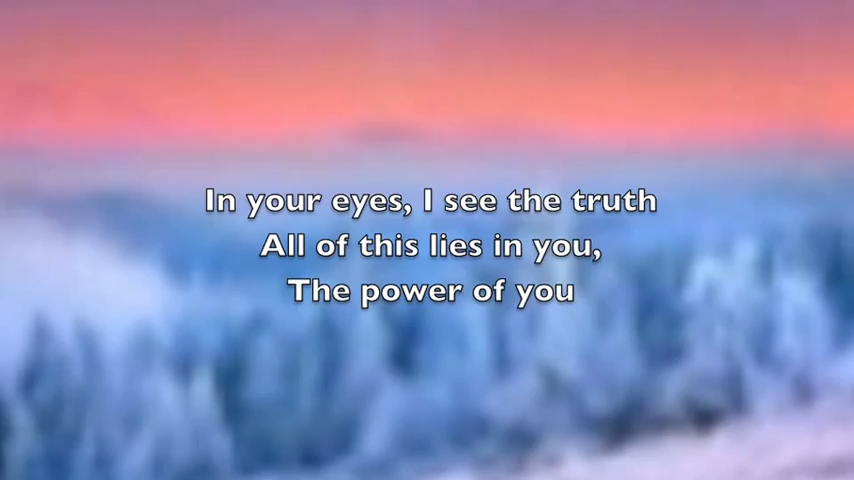 In your eyes, I see the truth
All of this lies in you,
The power of you